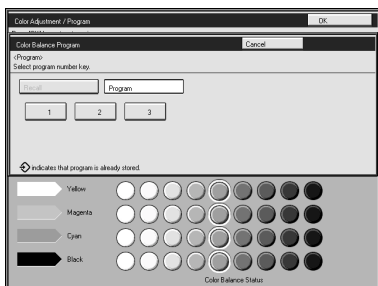 Color Adjustment / Program
OK
Color Balance Program
Cancel
<Program>
Select program number key.
Recall
Program
1
2
3
indicates that program is already stored.
Yellow
Magenta
Cyan
Black
Color Balance Status